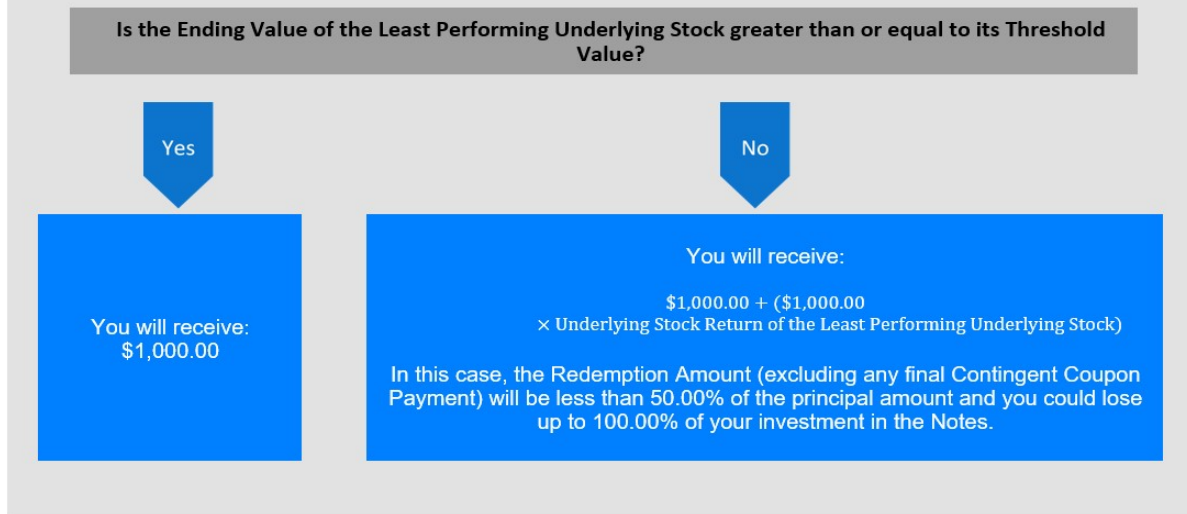 Is the Ending Value of the Least Performing Underlying Stock greater than or equal to its Threshold
Value?
Yes
No
You will receive:
$1,000.00
You will receive:
$1,000.00 + ($1,000.00
× Underlying Stock Return of the Least Performing Underlying Stock)
In this case, the Redemption Amount (excluding any final Contingent Coupon
Payment) will be less than 50.00% of the principal amount and you could lose
up to 100.00% of your investment in the Notes.